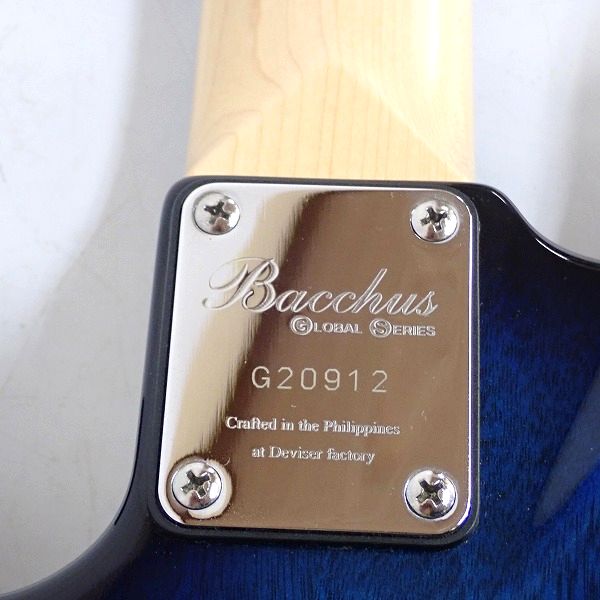 Bacchus
GLOBAL SERIES
G20912
Crafted in the Philippines
at Deviser factory